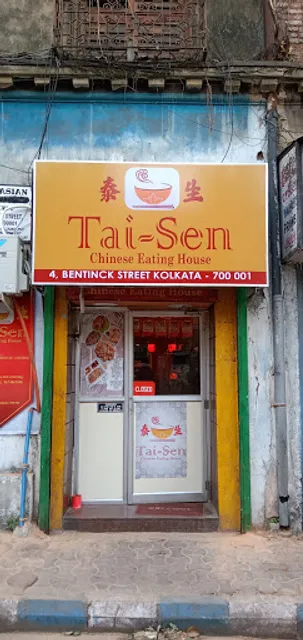 泰 生
Tai-Sen
Chinese Eating House
4, BENTINCK STREET KOLKATA - 700 001
Chinese Eating House
ASIAN
STREET
CLOSED
泰 生
Tai-Sen
Chinese Eating House